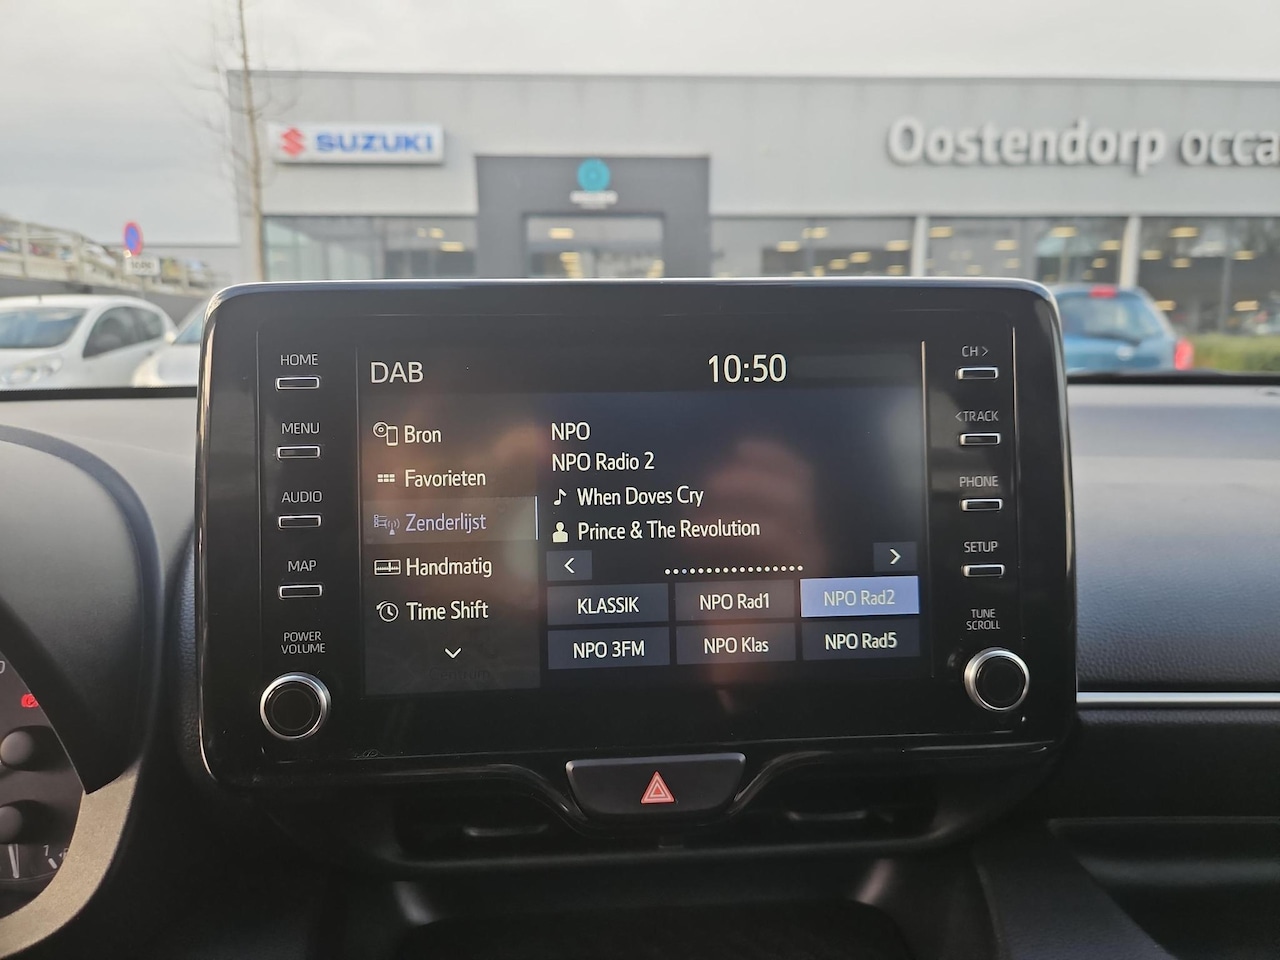 SUZUKI
Oostendorp occa
HOME
MENU
AUDIO
MAP
POWER
VOLUME
DAB
10:50
Bron
Favorieten
Zenderlijst
Handmatig
Time Shift
NPO
NPO Radio 2
When Doves Cry
Prince & The Revolution
<
>
KLASSIK
NPO Rad1
NPO Rad2
NPO 3FM
NPO Klas
NPO Rad5
CH>
<TRACK
PHONE
SETUP
TUNE
SCROLL